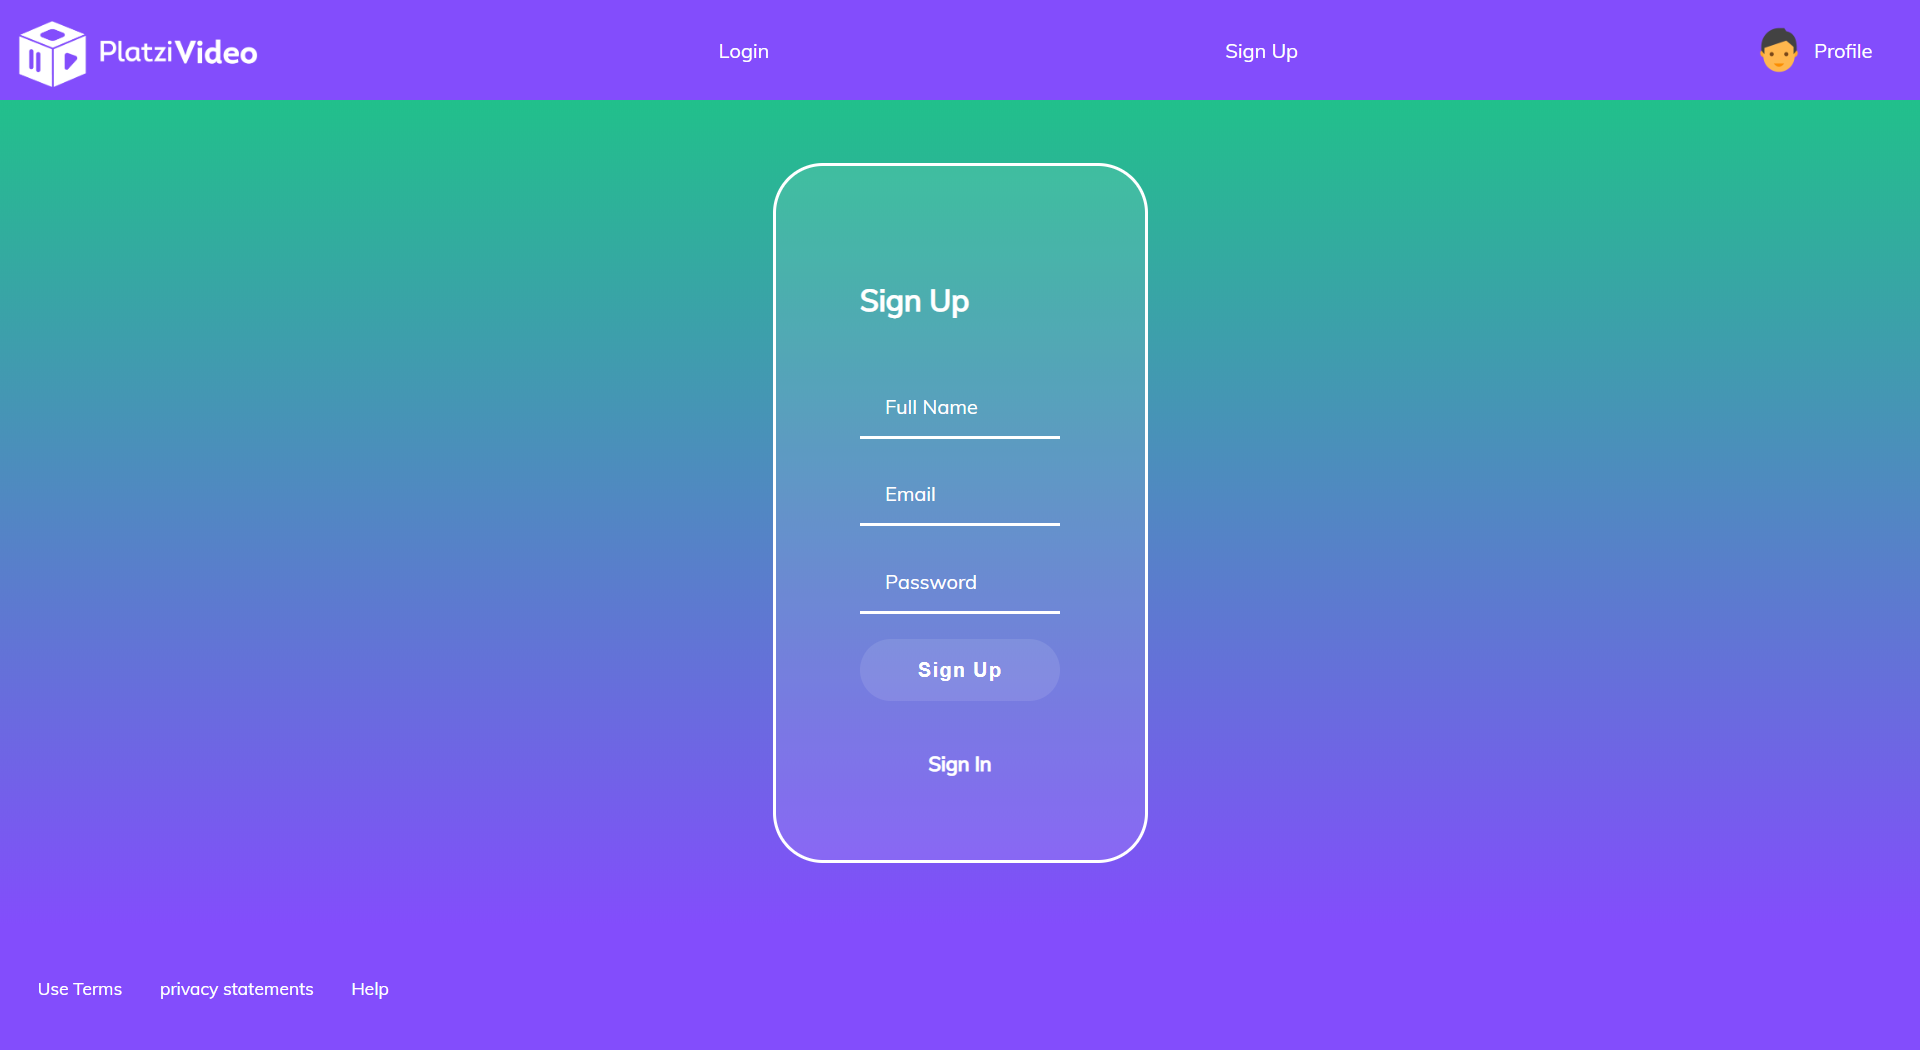 PlatziVideo
Login
Sign Up
Profile
Sign Up
Full Name
Email
Password
Sign Up
Sign In
Use Terms
privacy statements
Help